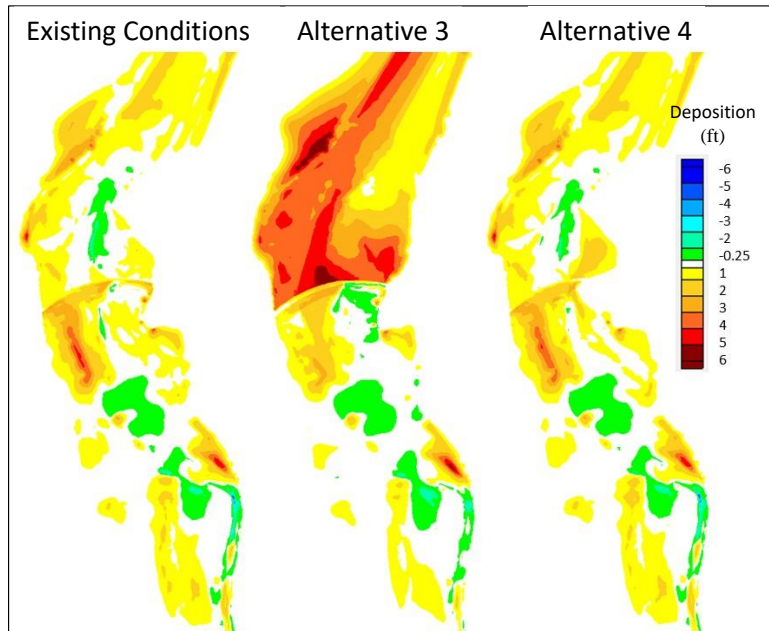 Existing Conditions
Alternative 3
Alternative 4
Deposition
(ft)
-6
-5
-4
-3
-2
-0.25
1
2
3
4
5
6